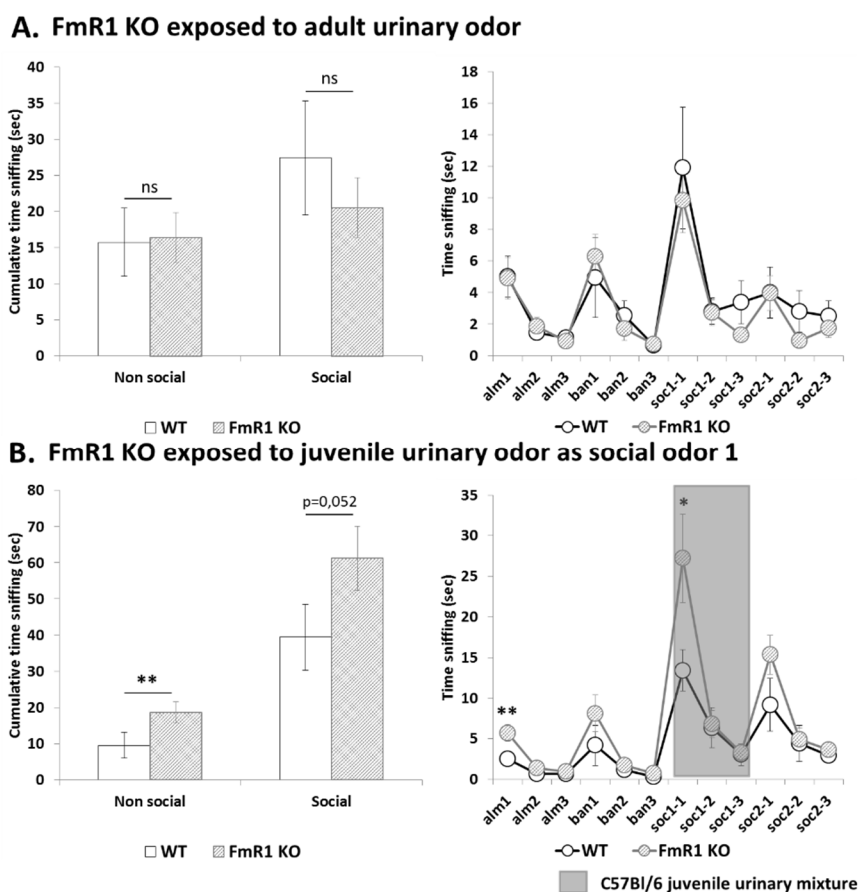 A. FmR1 KO exposed to adult urinary odor
Cumulative time sniffing (sec)
40
35
30
25
20
15
10
5
0
ns
ns
Non social
Social
WT
FmR1 KO
Time sniffing (sec)
18
16
14
12
10
8
6
4
2
0
alm1
alm2
alm3
ban1
ban2
ban3
soc1-1
soc1-2
soc1-3
soc2-1
soc2-2
soc2-3
WT
FmR1 KO
B. FmR1 KO exposed to juvenile urinary odor as social odor 1
Cumulative time sniffing (sec)
80
70
60
50
40
30
20
10
0
**
p=0,052
Non social
Social
WT
FmR1 KO
Time sniffing (sec)
35
30
25
20
15
10
5
0
**
*
alm1
alm2
alm3
ban1
ban2
ban3
soc1-1
soc1-2
soc1-3
soc2-1
soc2-2
soc2-3
WT
FmR1 KO
C57Bl/6 juvenile urinary mixture